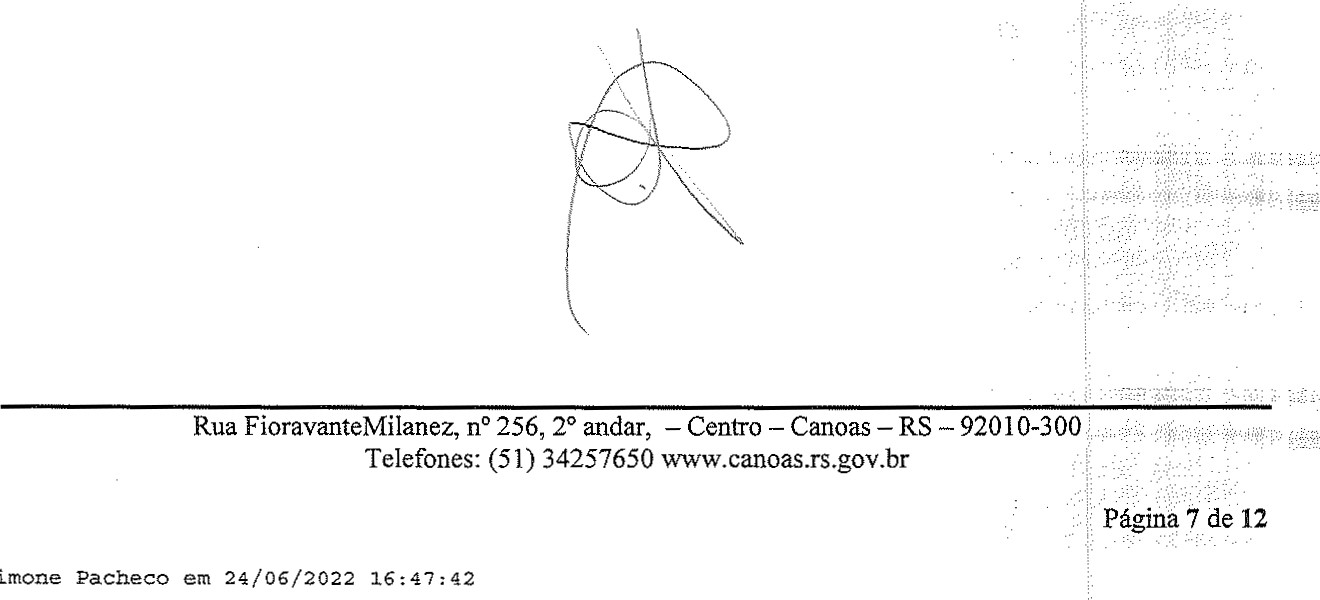 Rua FioravanteMilanez, nº 256, 2º andar, – Centro – Canoas – RS – 92010-300
Telefones: (51) 34257650 www.canoas.rs.gov.br
Página 7 de 12
imone Pacheco em 24/06/2022 16:47:42